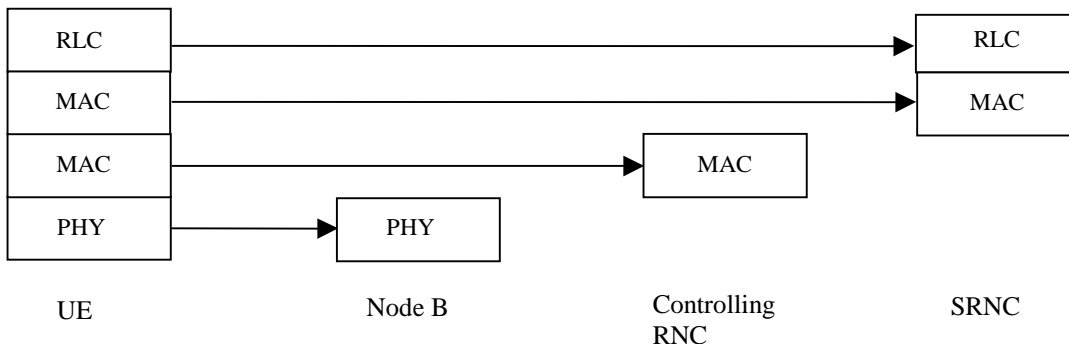 RLC
RLC
MAC
MAC
MAC
MAC
PHY
PHY
UE
Node B
Controlling
RNC
SRNC